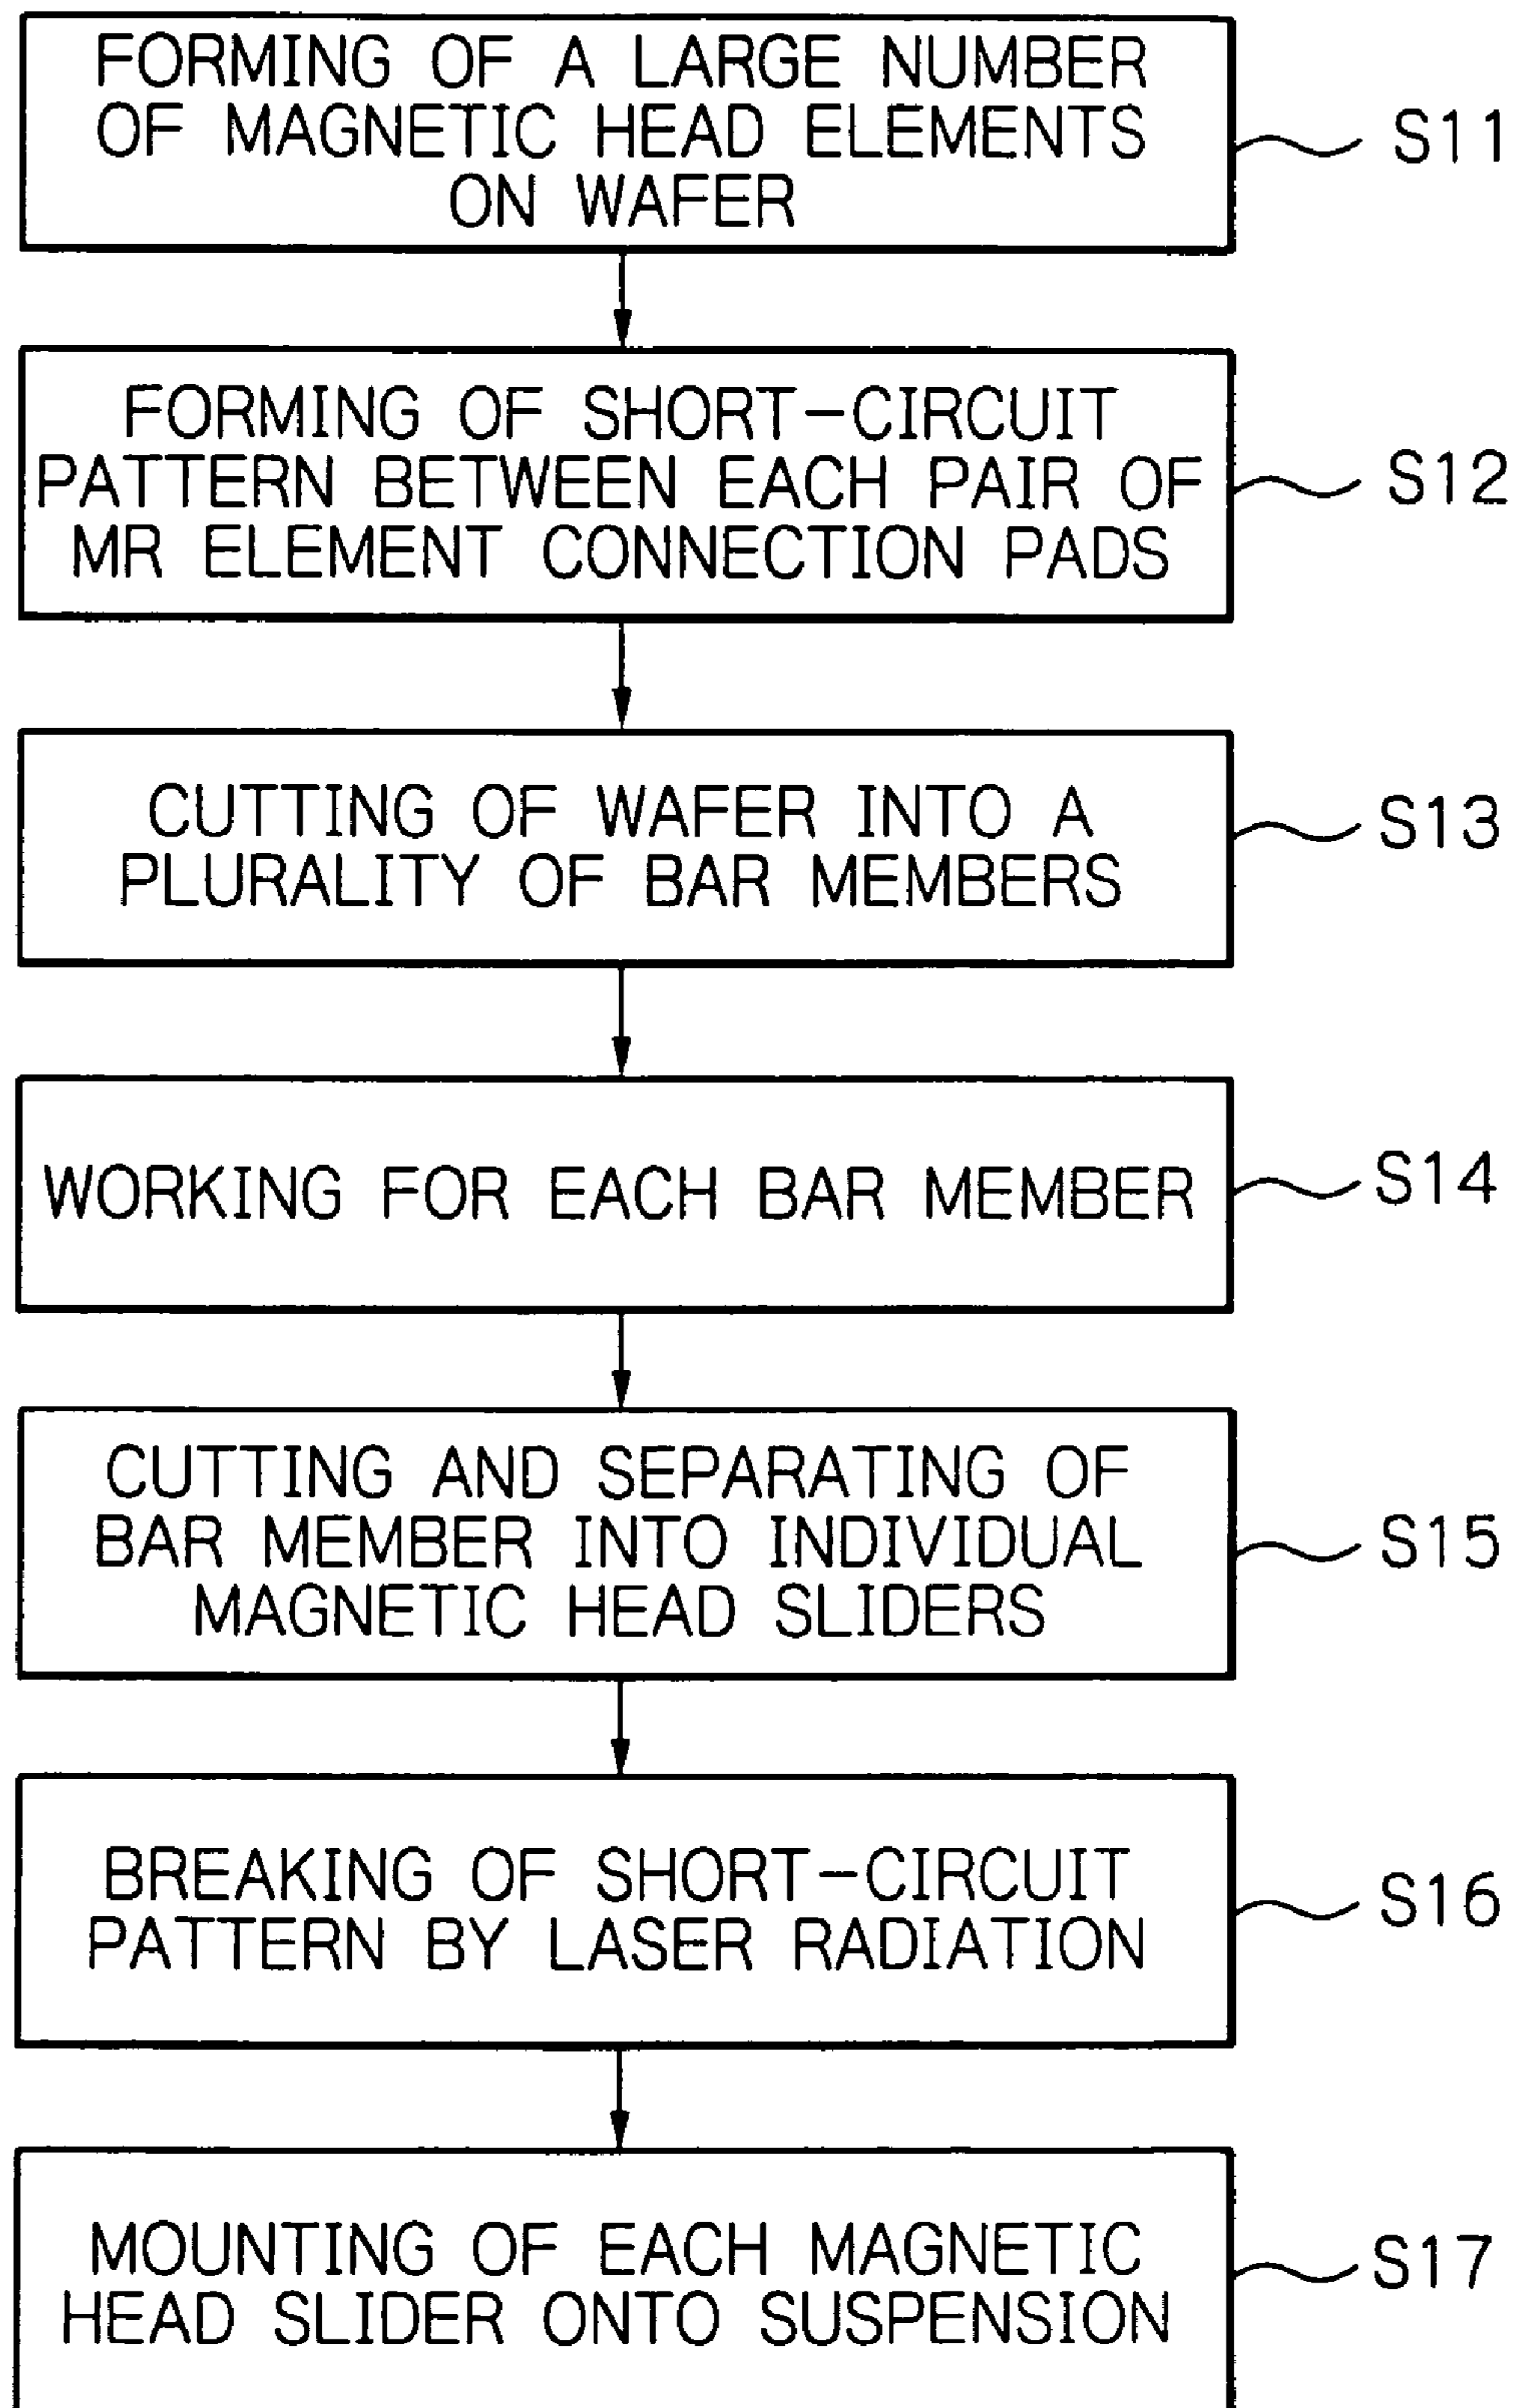 FORMING OF A LARGE NUMBER
OF MAGNETIC HEAD ELEMENTS
ON WAFER
S11
FORMING OF SHORT-CIRCUIT
PATTERN BETWEEN EACH PAIR OF
MR ELEMENT CONNECTION PADS
S12
CUTTING OF WAFER INTO A
PLURALITY OF BAR MEMBERS
S13
WORKING FOR EACH BAR MEMBER
S14
CUTTING AND SEPARATING OF
BAR MEMBER INTO INDIVIDUAL
MAGNETIC HEAD SLIDERS
S15
BREAKING OF SHORT-CIRCUIT
PATTERN BY LASER RADIATION
S16
MOUNTING OF EACH MAGNETIC
HEAD SLIDER ONTO SUSPENSION
S17